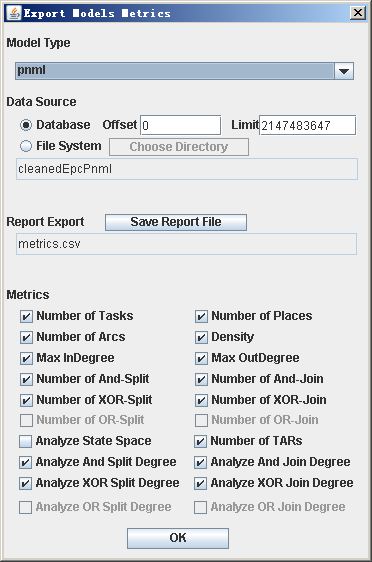 Export Models Metrics
Model Type
pnml
Data Source
Database Offset 0 Limit 2147483647
File System Choose Directory
cleanedEpcPnml
Report Export Save Report File
metrics.csv
Metrics
Number of Tasks Number of Places
Number of Arcs Density
Max InDegree Max OutDegree
Number of And-Split Number of And-Join
Number of XOR-Split Number of XOR-Join
Number of OR-Split Number of OR-Join
Analyze State Space Number of TARs
Analyze And Split Degree Analyze And Join Degree
Analyze XOR Split Degree Analyze XOR Join Degree
Analyze OR Split Degree Analyze OR Join Degree
OK